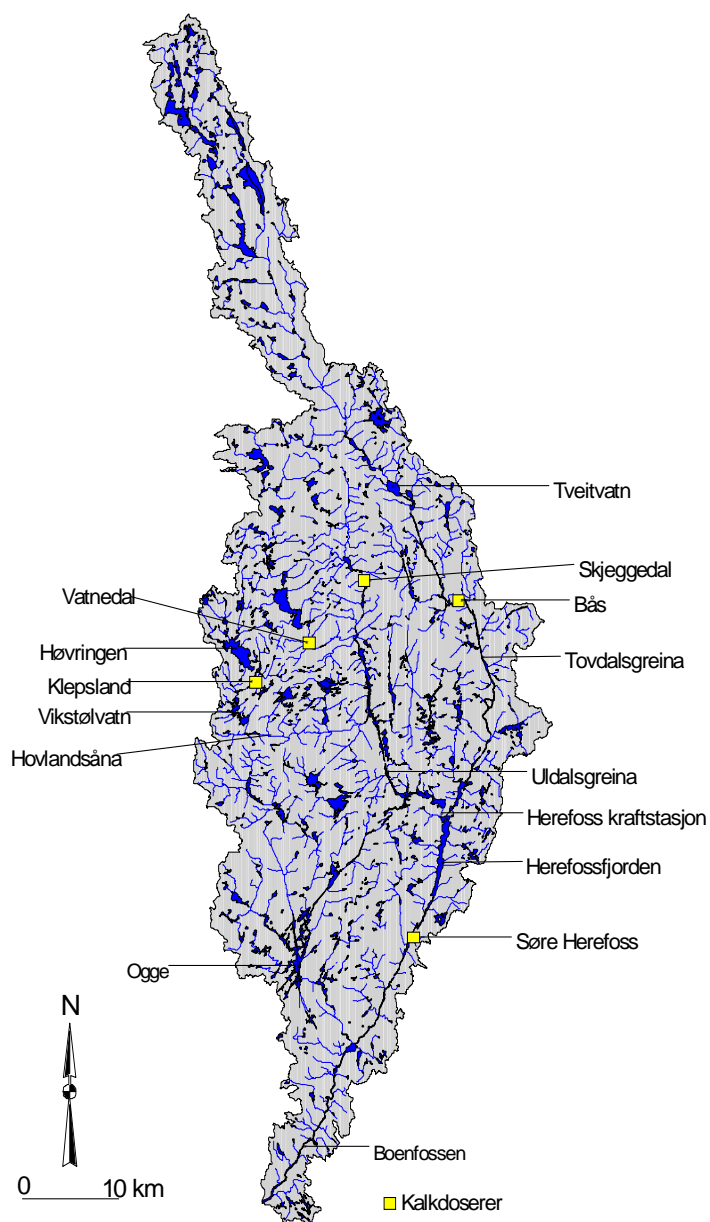 Tveitvatn
Skjeggedal
Vatnedal
Bås
Høvringen
Tovdalsgreina
Klepsland
Vikstølvatn
Hovlandsåna
Uldalsgreina
Herefoss kraftstasjon
Herefossfjorden
Søre Herefoss
Ogge
N
Boenfossen
0 10 km
Kalkdoserer